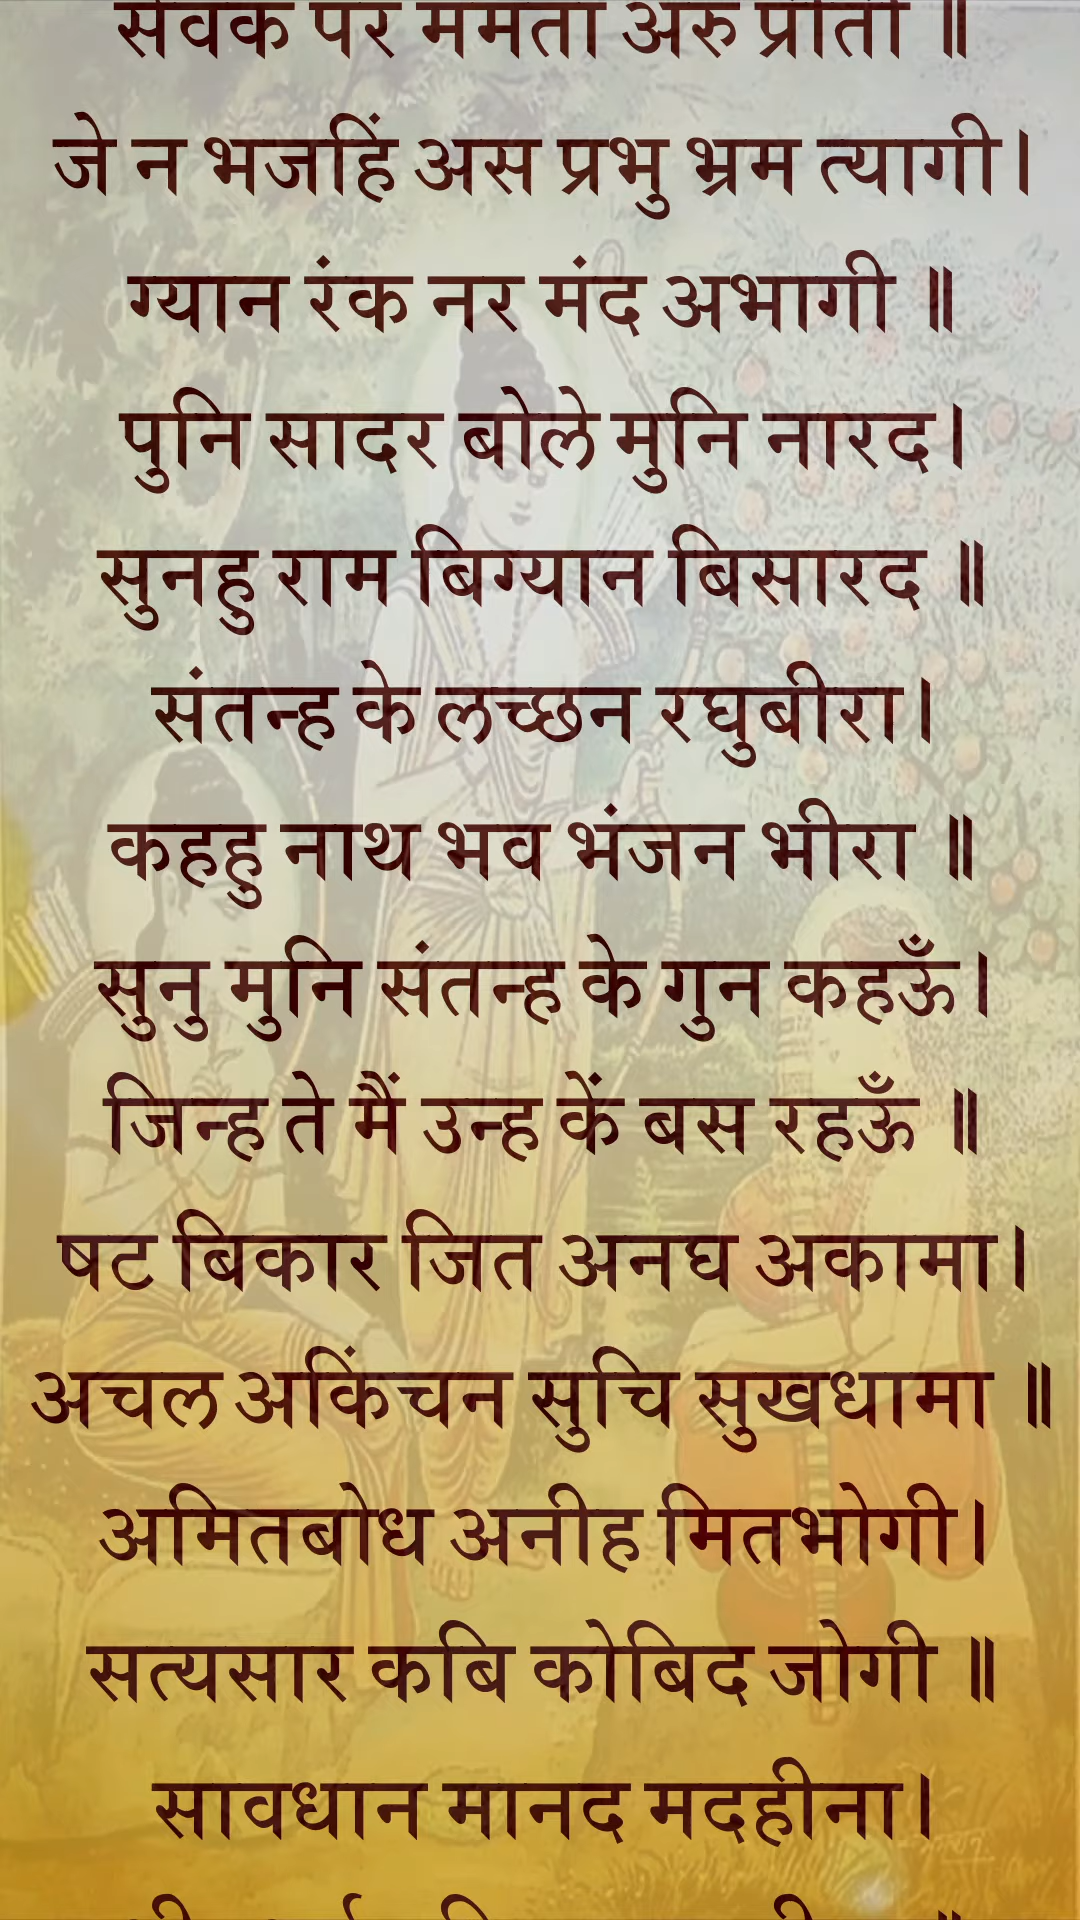 सेवक पर ममता अरु प्रीती ॥
जे न भजहिं अस प्रभु भ्रम त्यागी।
ग्यान रंक नर मंद अभागी ॥
पुनि सादर बोले मुनि नारद।
सुनहु राम बिग्यान बिसारद ॥
संतन्ह के लच्छन रघुबीरा।
कहहु नाथ भव भंजन भीरा ॥
सुनु मुनि संतन्ह के गुन कहऊँ।
जिन्ह ते मैं उन्ह कें बस रहऊँ ॥
षट बिकार जित अनघ अकामा।
अचल अकिंचन सुचि सुखधामा ॥
अमितबोध अनीह मितभोगी।
सत्यसार कबि कोबिद जोगी ॥
सावधान मानद मदहीना।